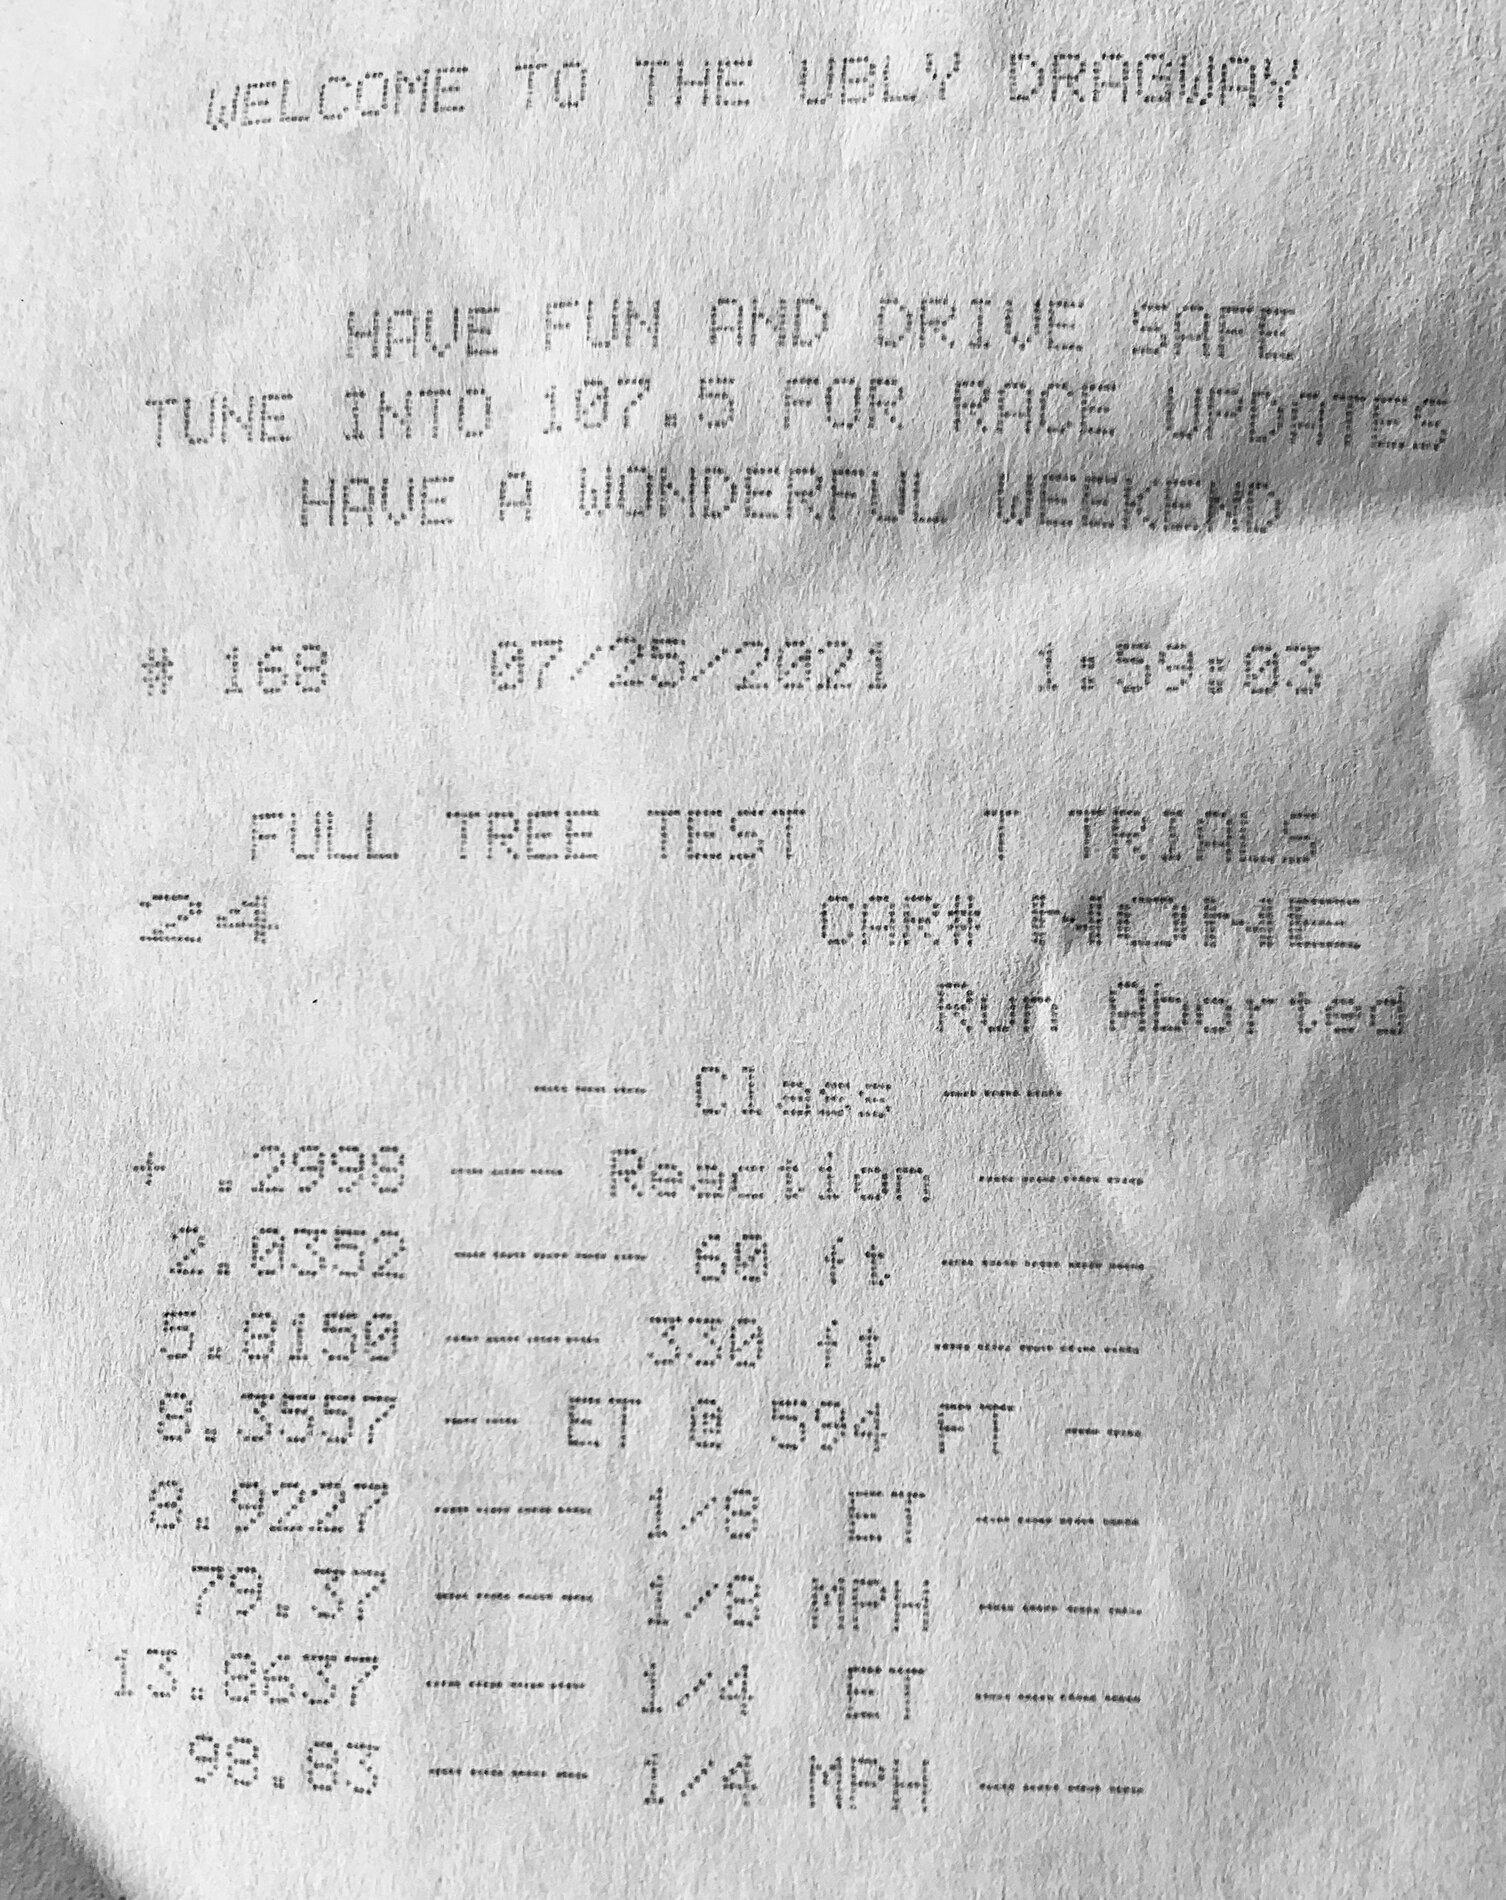 WELCOME TO THE UBLY DRAGWAY
HAVE FUN AND DRIVE SAFE
TUNE INTO 107.5 FOR RACE UPDATES
HAVE A WONDERFUL WEEKEND
# 168 07/25/2021 1:59:03
FULL TREE TEST T TRIALS
24 CAR# NONE
Run Aborted
--- Class ---
+ .2998 --- Reaction ----
2.0352 ----- 60 ft -----
5.8150 ---- 330 ft -----
8.3557 -- ET @ 594 FT --
8.9227 ---- 1/8 ET ----
79.37 ---- 1/8 MPH ----
13.8637 ---- 1/4 ET ----
98.83 ---- 1/4 MPH ----